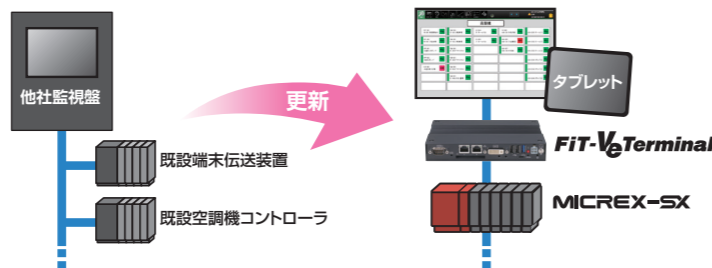 他社監視盤
既設端末伝送装置
既設空調機コントローラ
更新
タブレット
FiT-VeTerminal
MICREX-SX